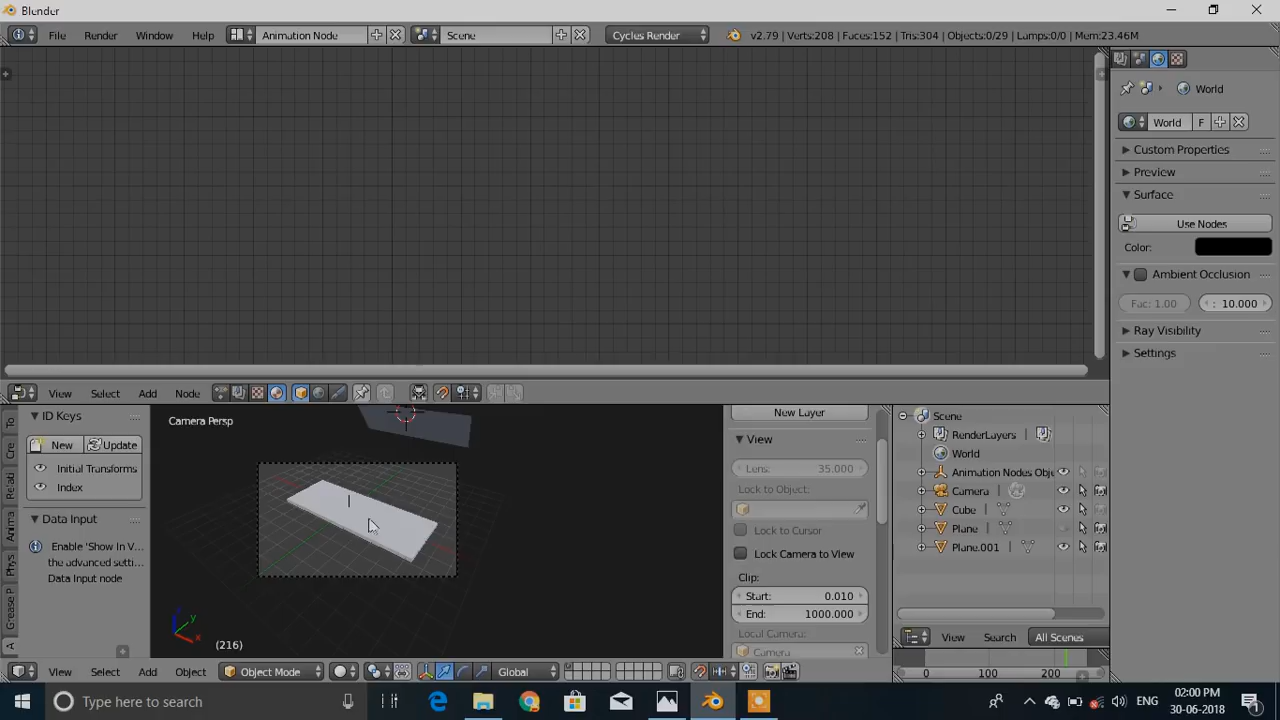 Blender
File Render Window Help Animation Node Scene Cycles Render v2.79 | Verts:208 | Faces:152 | Tris:304 | Objects:0/29 | Lamps:0/0 | Mem:23.46M
World
World F
Custom Properties
Preview
Surface
Use Nodes
Color:
Ambient Occlusion
Fac: 1.00 : 10.000
Ray Visibility
Settings
View Select Add Node
ID Keys
New Update
Initial Transforms
Index
Data Input
Enable 'Show In V...
the advanced setti...
Data Input node
To
Cre
Relati
Anima
Phys
Grease P
A
Camera Persp
(216)
New Layer
View
Lens: 35.000
Lock to Object:
Lock to Cursor
Lock Camera to View
Clip:
Start: 0.010
End: 1000.000
Local Camera:
Camera
Scene
RenderLayers
World
Animation Nodes Obje
Camera
Cube
Plane
Plane.001
View Search All Scenes
0 100 200
View Select Add Object Object Mode Global
Type here to search
ENG
02:00 PM
30-06-2018
1